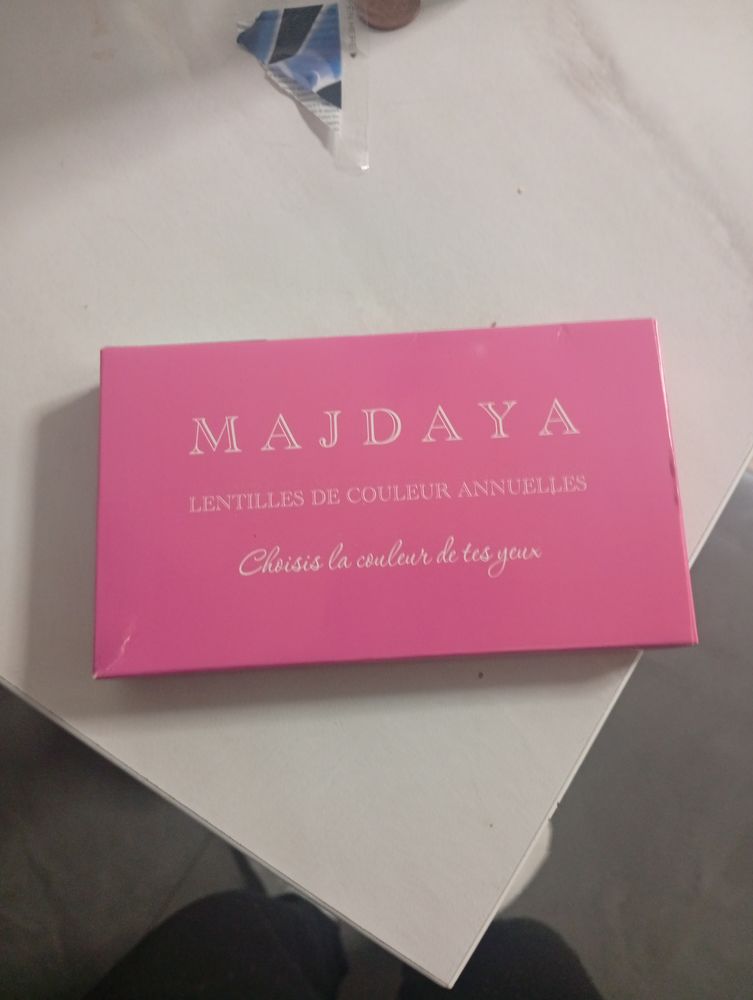 MAJDAYA
LENTILLES DE COULEUR ANNUELLES
Choisis la couleur de tes yeux